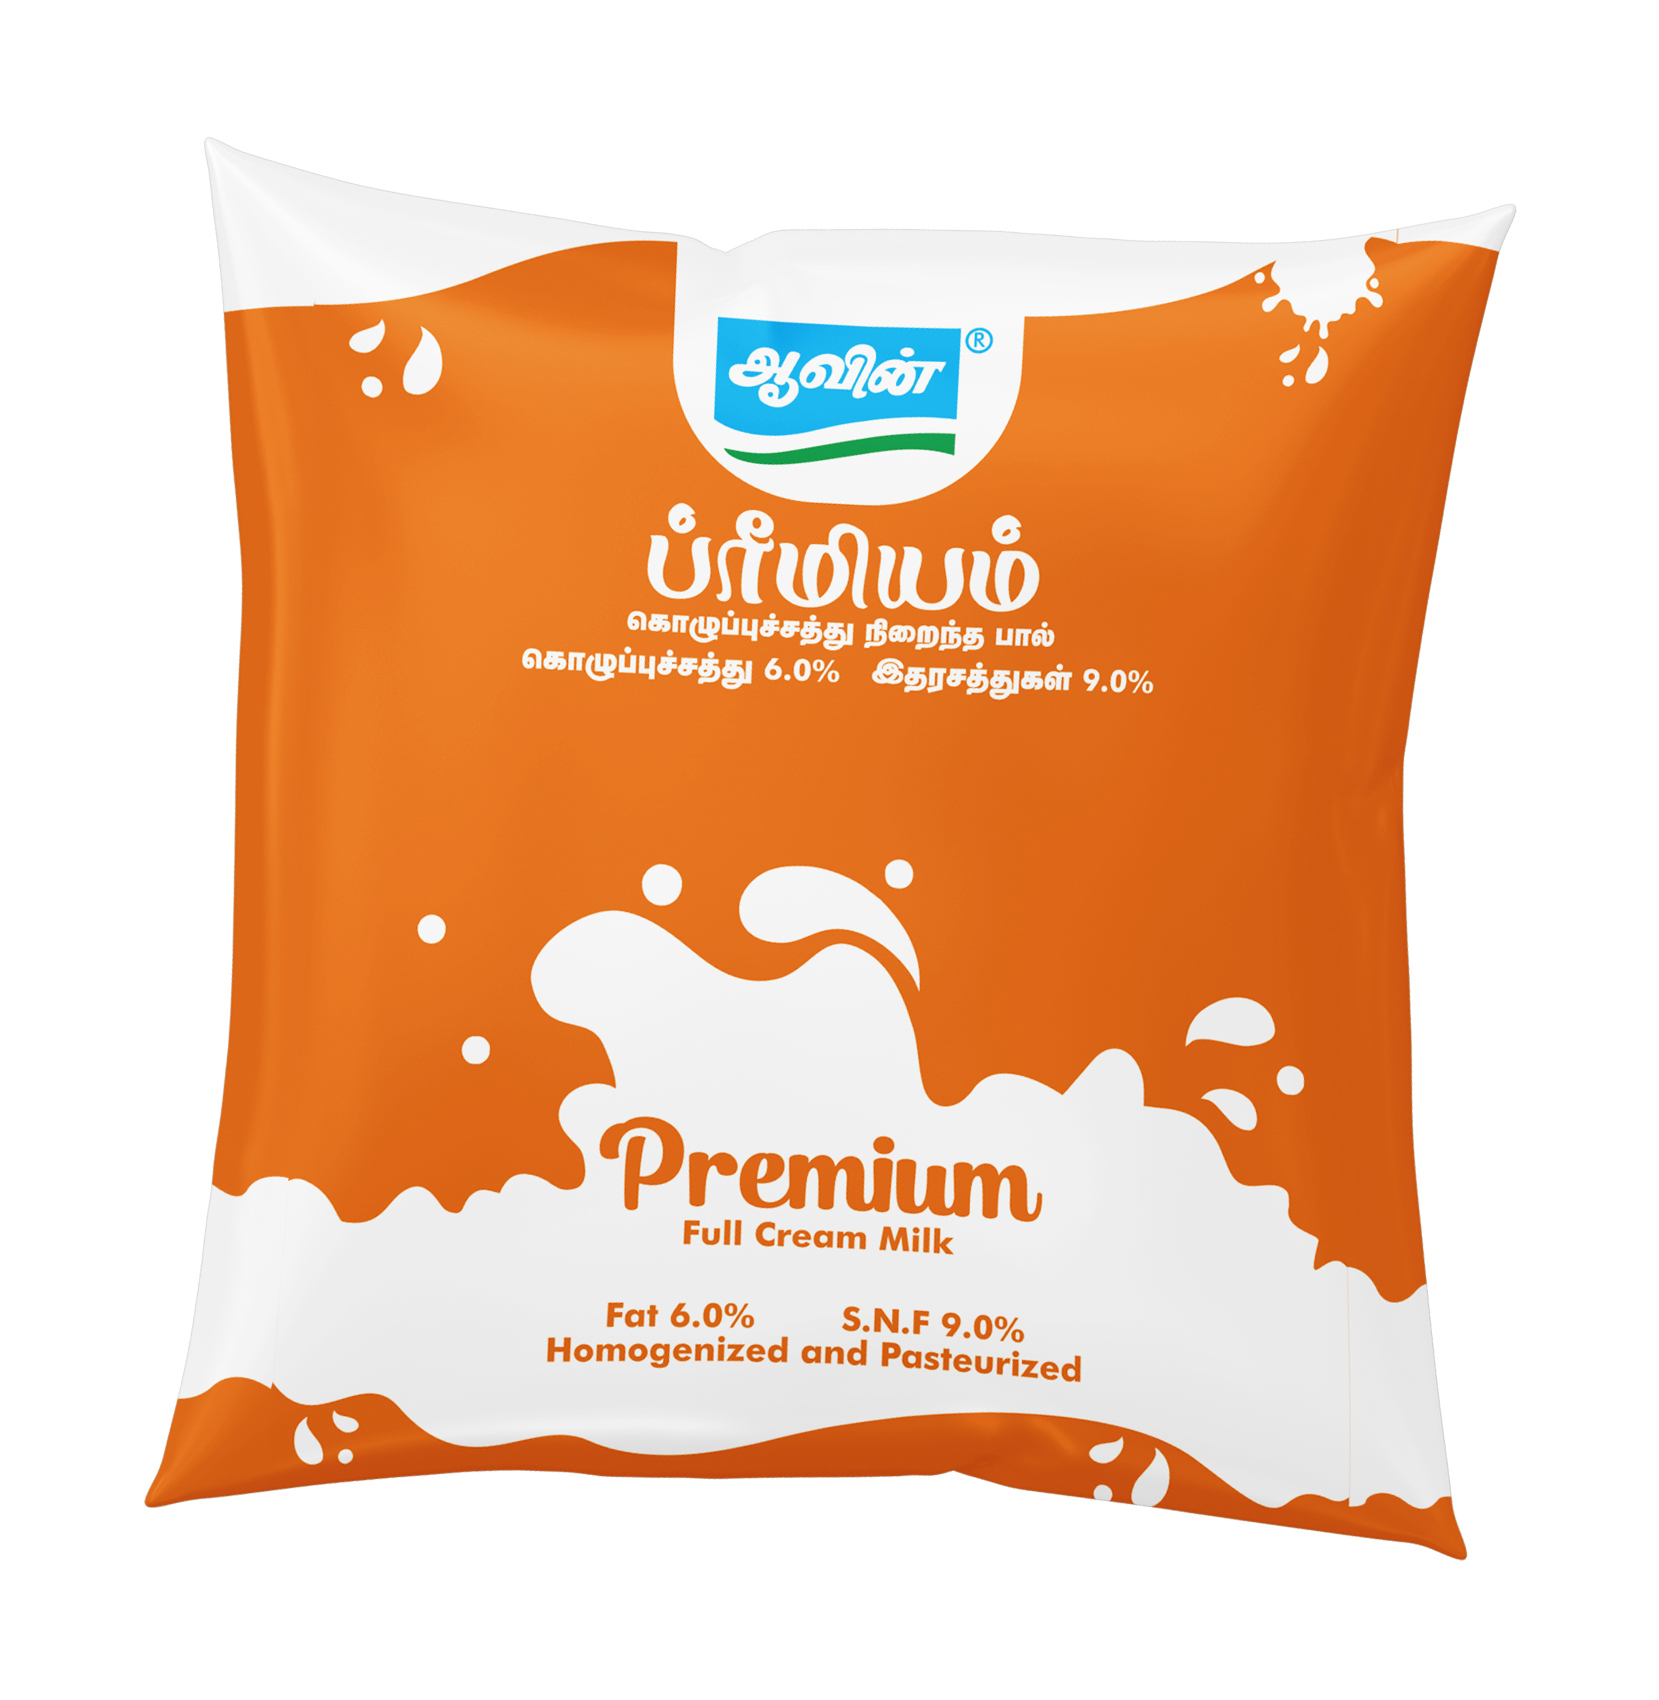 ஆவின் ®
ப்ரீமியம்
கொழுப்புச்சத்து நிறைந்த பால்
கொழுப்புச்சத்து 6.0% இதரசத்துகள் 9.0%
Premium
Full Cream Milk
Fat 6.0% S.N.F 9.0%
Homogenized and Pasteurized